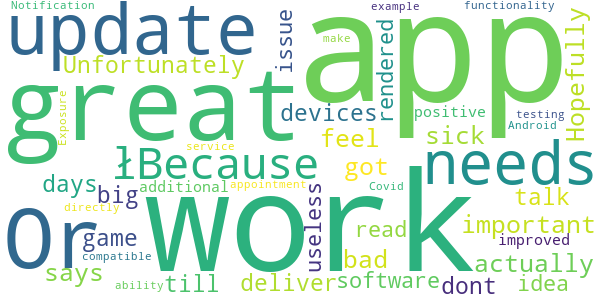 Notification
example
functionality
update
app
Unfortunately
issue
make
rendered
Hopefully
great
Exposure
devices
positive
testing
Android
feel
sick
service
łBecause
got
needs
days
big
additional
appointment
Covid
work
useless
talk
or
directly
game
read
important
improved
compatible
says
bad
actually
ability
till
deliver
software
dont
idea